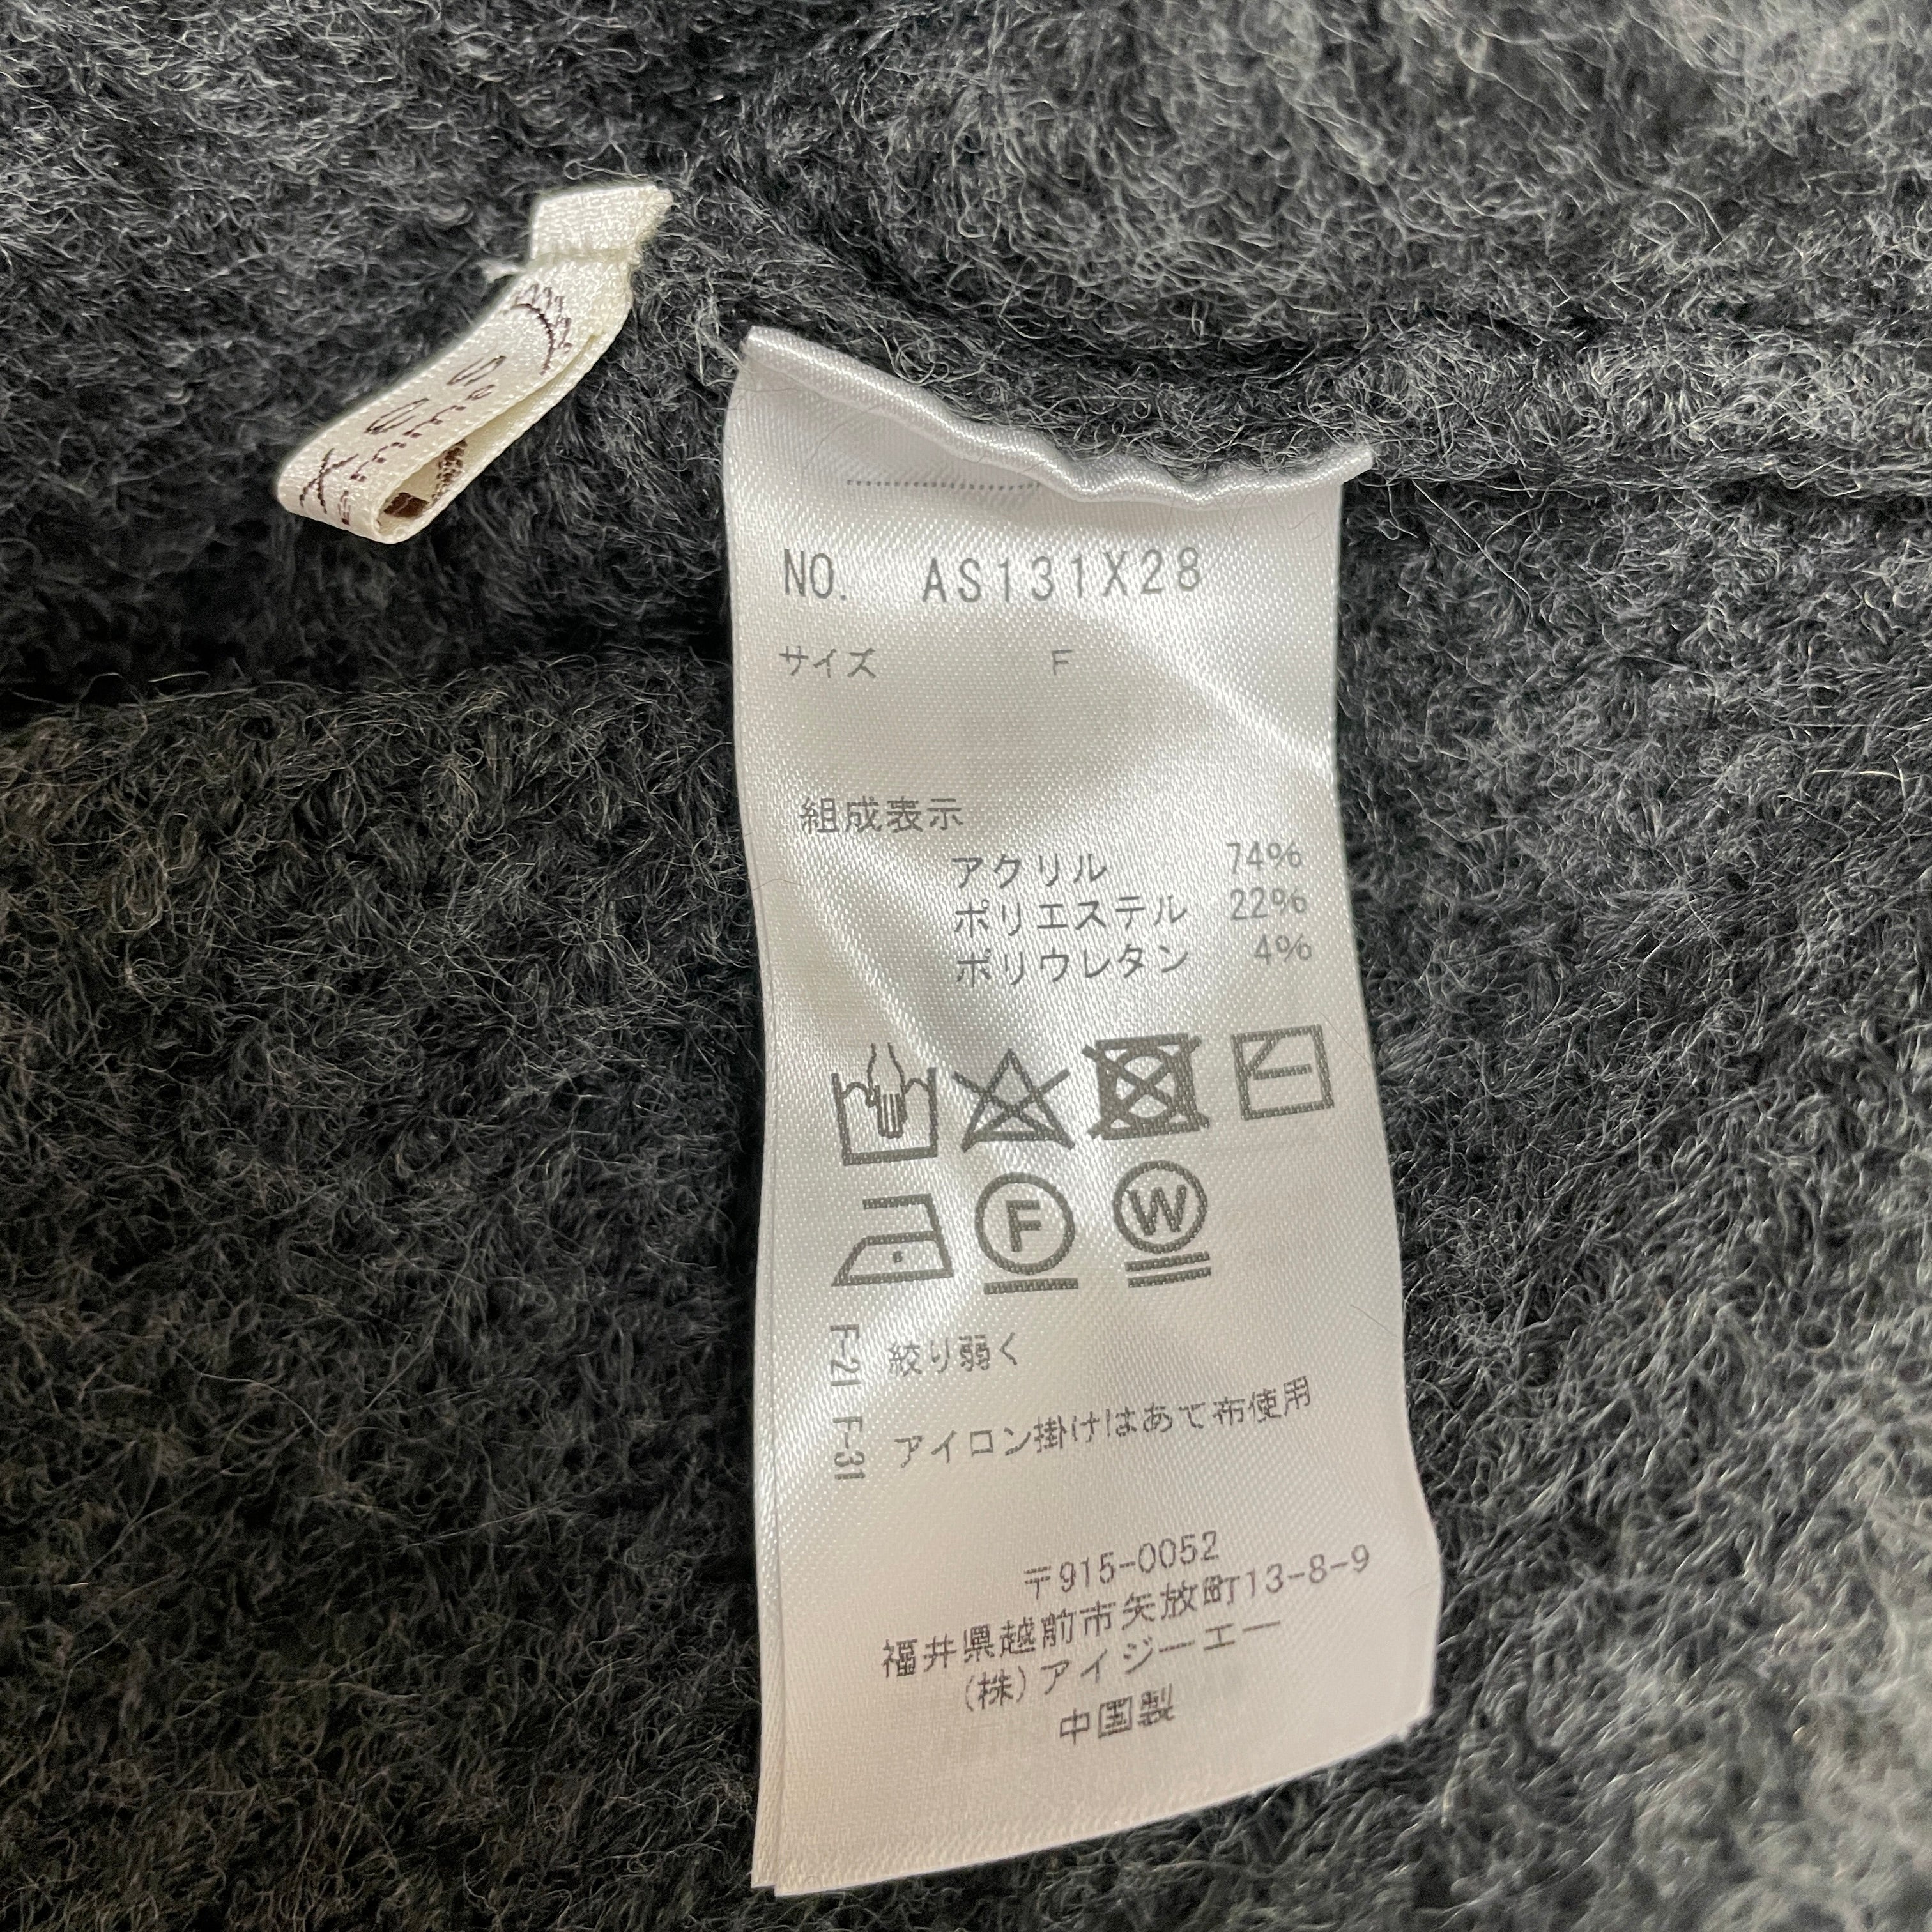 NO. AS131X28
サイズ F
組成表示
アクリル 74%
ポリエステル 22%
ポリウレタン 4%
F
W
F-21 絞り弱く
F-31 アイロン掛けはあて布使用
〒915-0052
福井県越前市矢放町13-8-9
(株)アイジーエー
中国製